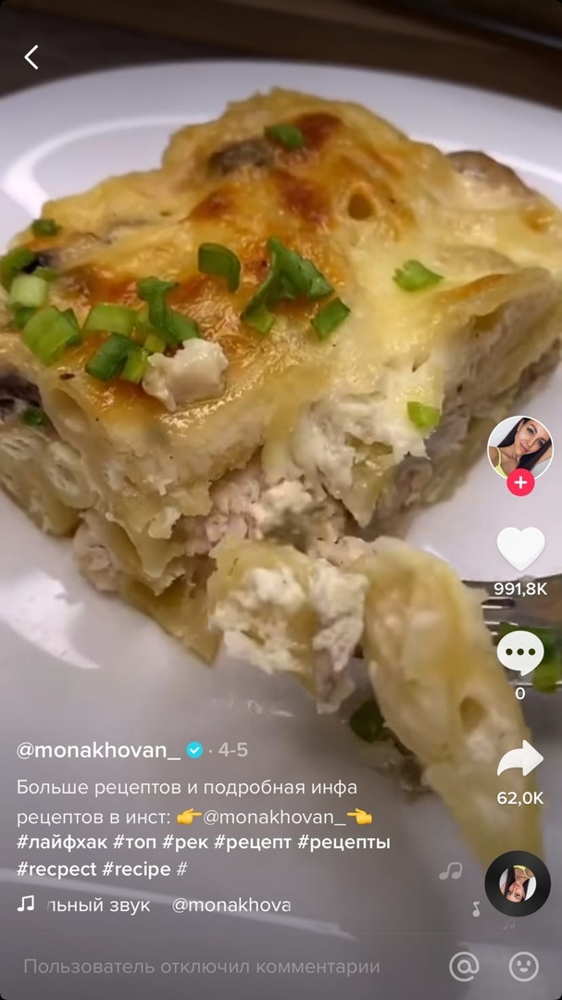 991,8K
0
62,0K
@monakhovan_ · 4-5
Больше рецептов и подробная инфа
рецептов в инст: 👉@monakhovan_👈
#лайфхак #топ #рек #рецепт #рецепты
#recpect #recipe #
льный звук @monakhova
Пользователь отключил комментарии